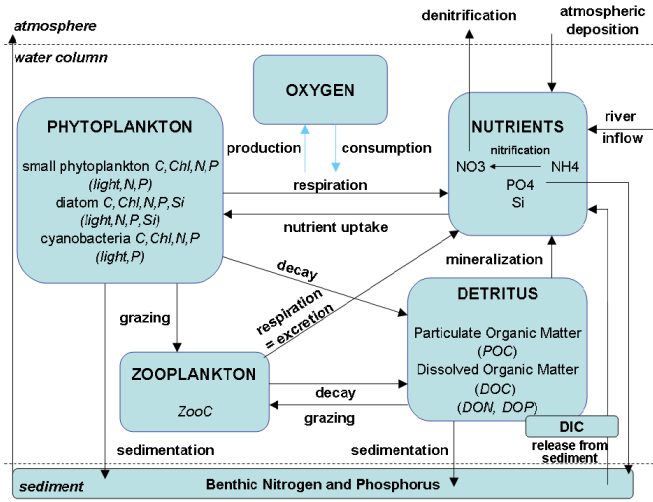 atmosphere
denitrification
atmospheric
deposition
water column
OXYGEN
PHYTOPLANKTON
small phytoplankton C,Chl,N,P
(light,N,P)
diatom C,Chl,N,P,Si
(light,N,P,Si)
cyanobacteria C,Chl,N,P
(light,P)
production
consumption
NUTRIENTS
nitrification
NO3
NH4
PO4
Si
river
inflow
respiration
nutrient uptake
mineralization
decay
respiration
= excretion
grazing
DETRITUS
Particulate Organic Matter
(POC)
Dissolved Organic Matter
(DOC)
(DON, DOP)
ZOOPLANKTON
ZooC
decay
grazing
DIC
release from
sediment
sedimentation
sedimentation
sediment
Benthic Nitrogen and Phosphorus